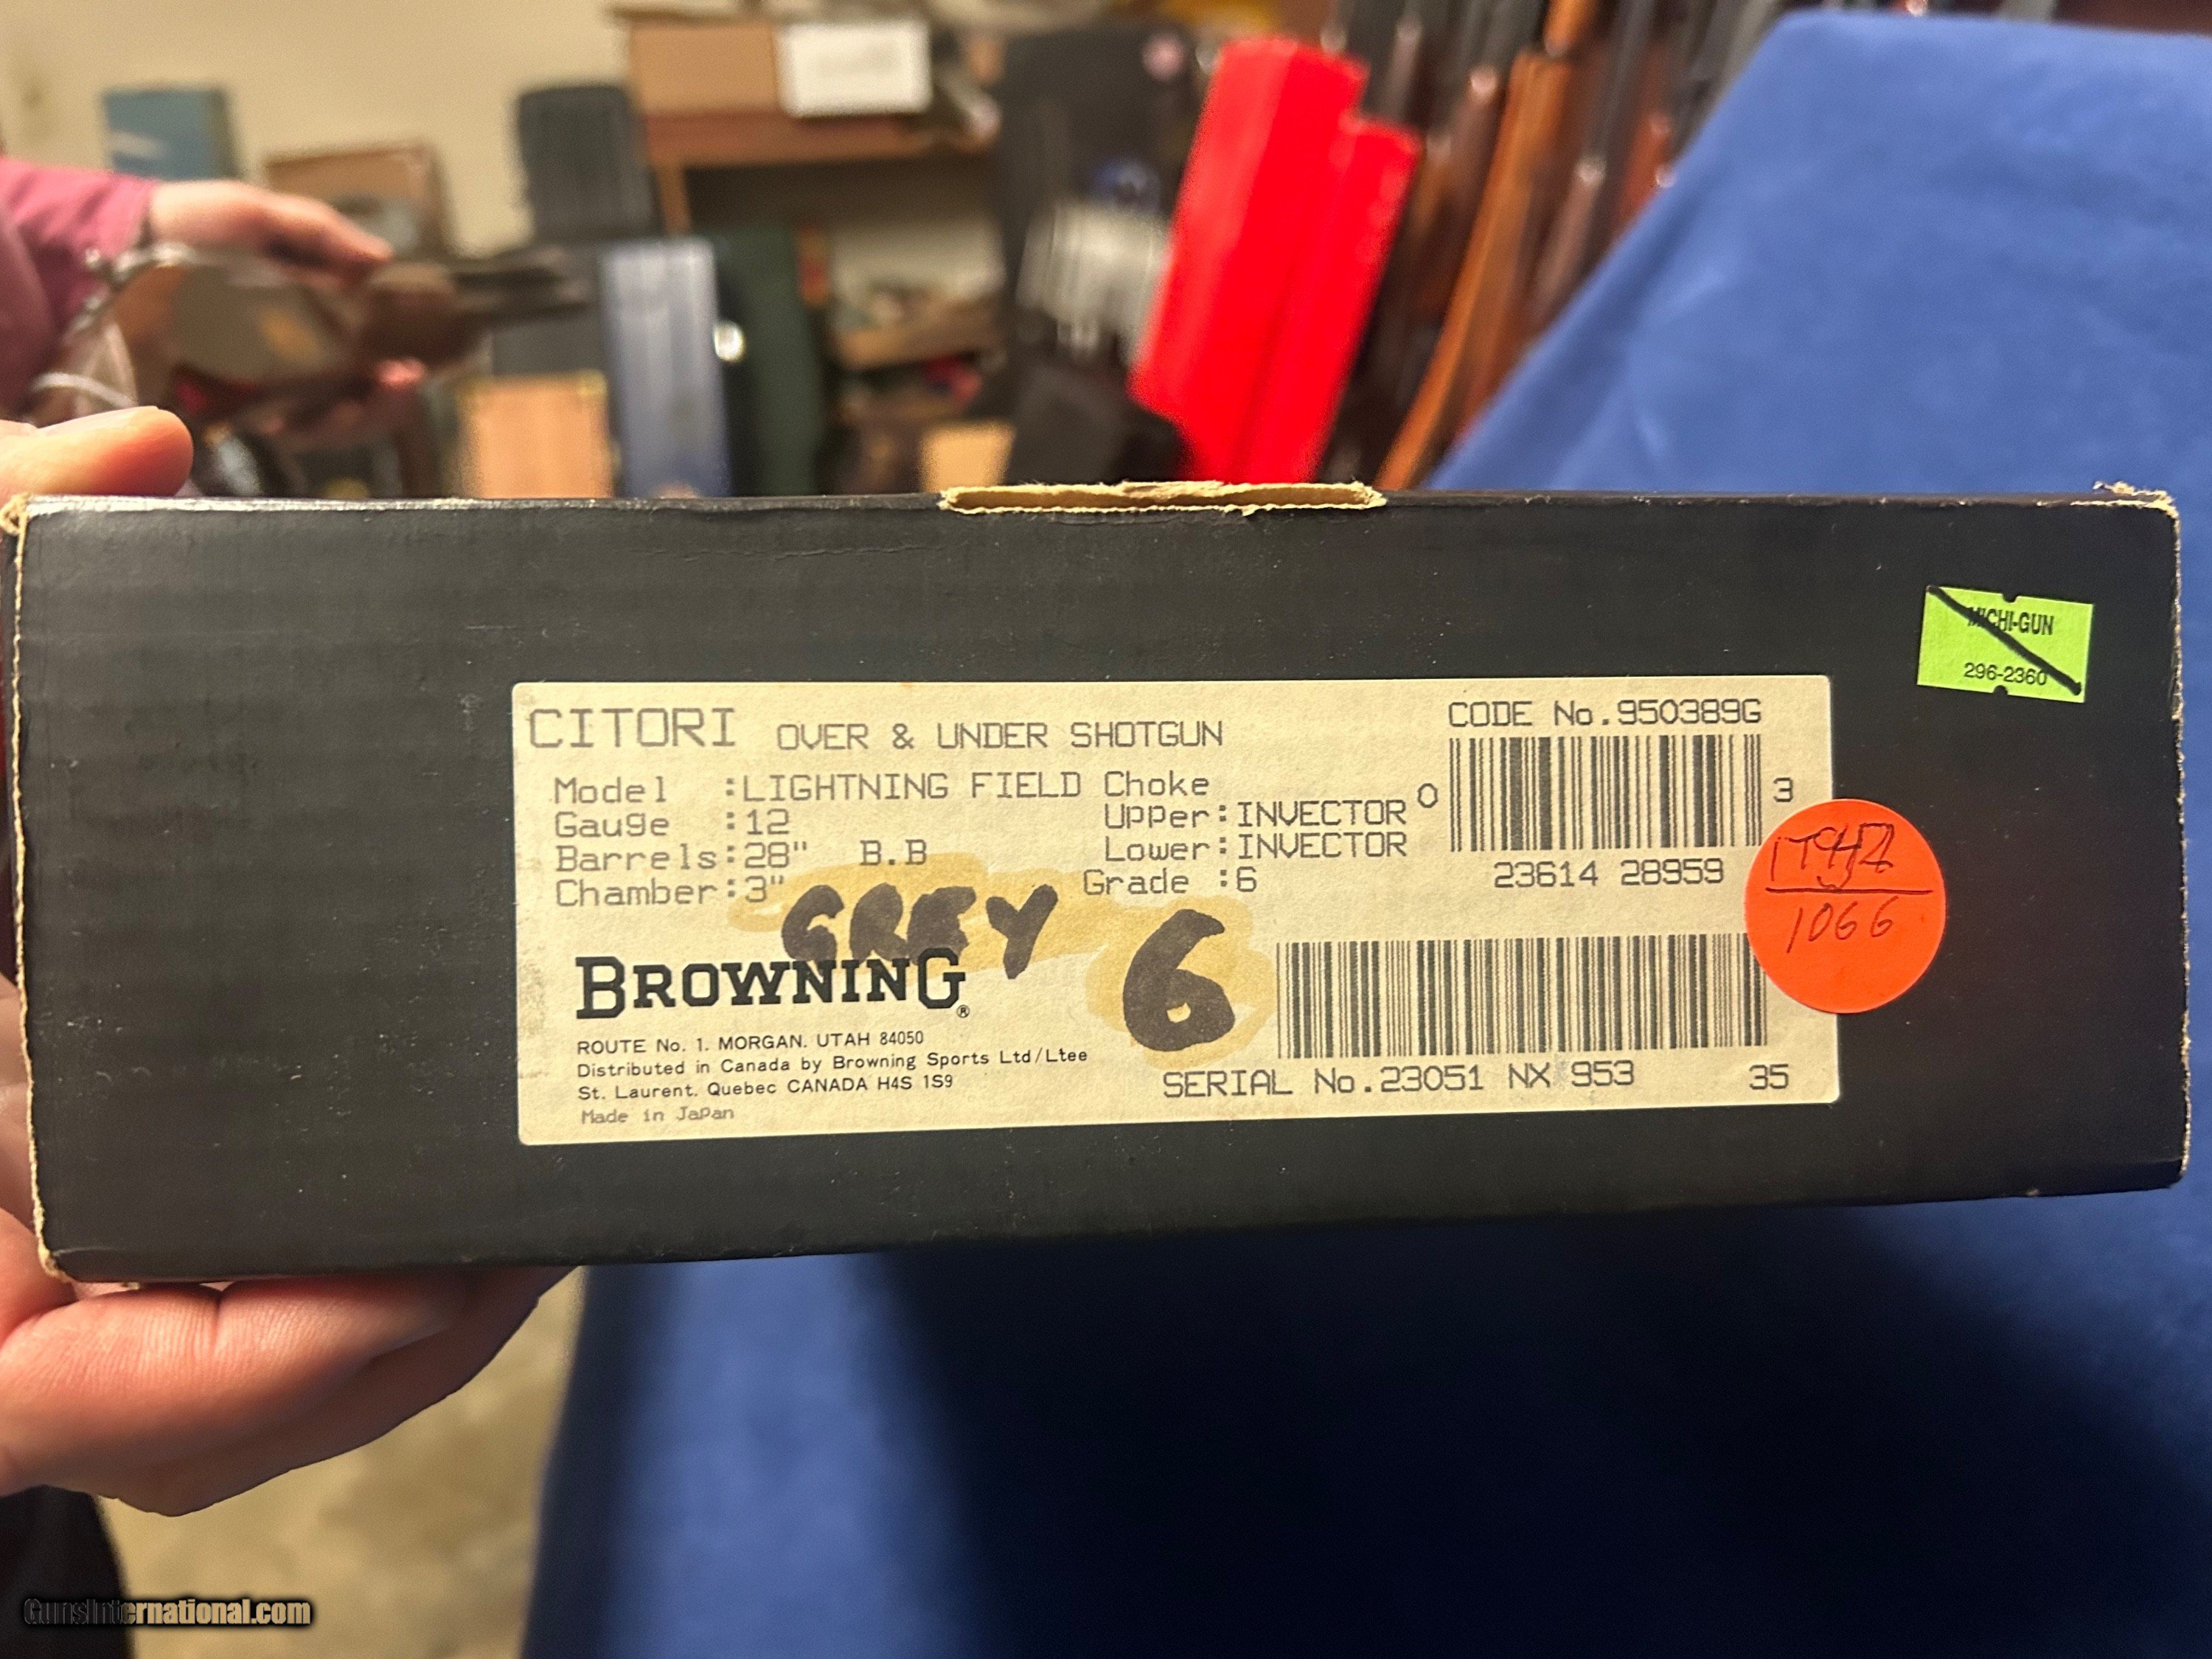 MICHI-GUN
296-2360
CITORI OVER & UNDER SHOTGUN
CODE No.950389G
Model :LIGHTNING FIELD Choke
Gauge :12 Upper:INVECTOR
Barrels:28" B.B Lower:INVECTOR
Chamber:3" Grade :6
0 3
23614 28959
1066
GREY 6
BROWNING®
ROUTE No. 1. MORGAN. UTAH 84050
Distributed in Canada by Browning Sports Ltd/Ltee
St. Laurent. Quebec CANADA H4S 1S9
Made in Japan
SERIAL No.23051 NX 953 35
GunsInternational.com